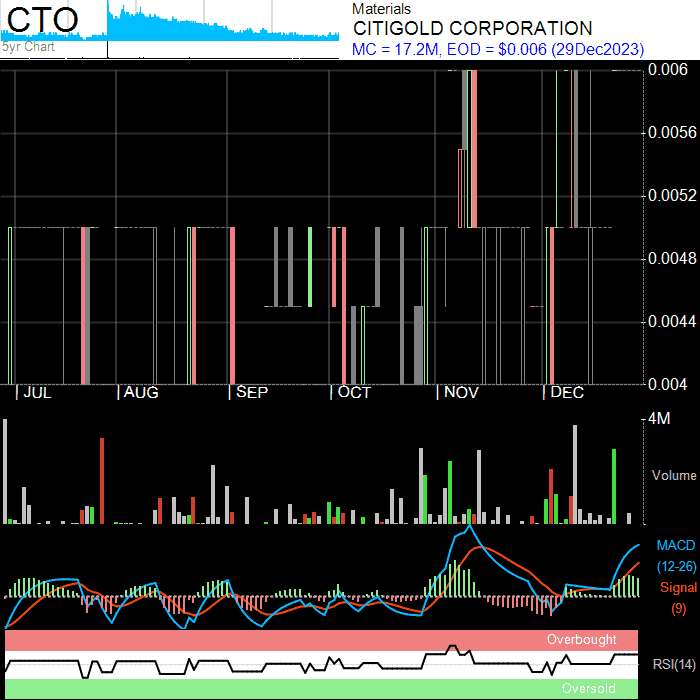 CTO
5yr Chart
Materials
CITIGOLD CORPORATION
MC = 17.2M, EOD = $0.006 (29Dec2023)
0.006
0.0056
0.0052
0.0048
0.0044
0.004
JUL AUG SEP OCT NOV DEC
4M
Volume
MACD
(12-26)
Signal
(9)
Overbought
RSI(14)
Oversold